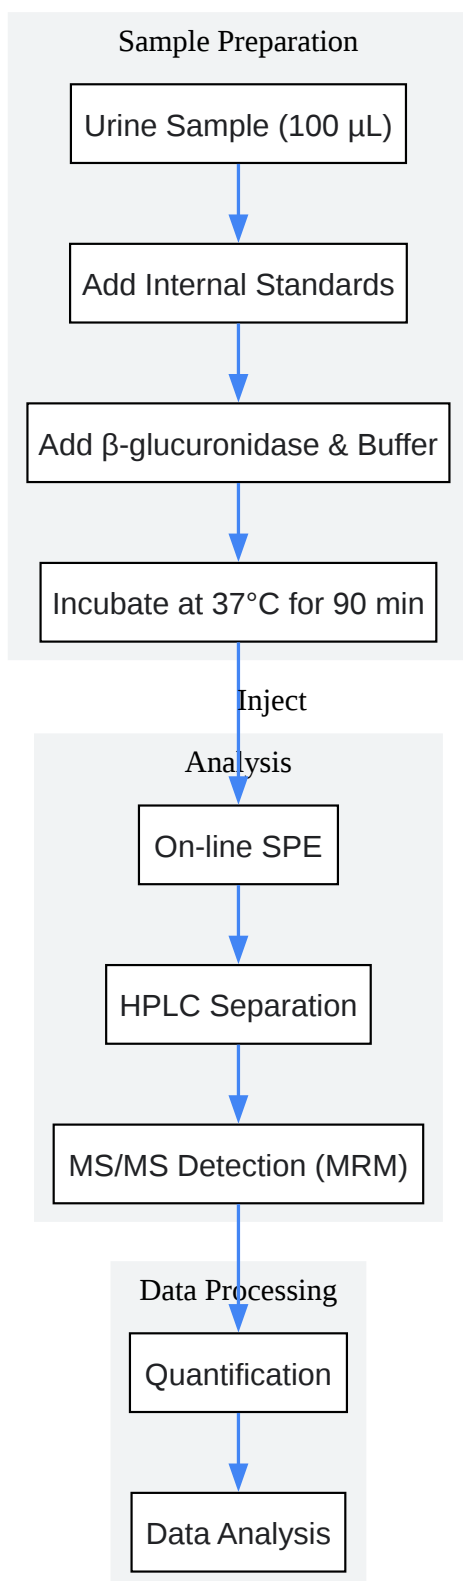 Sample Preparation
Urine Sample (100 µL)
Add Internal Standards
Add β-glucuronidase & Buffer
Incubate at 37°C for 90 min
Inject
Analysis
On-line SPE
HPLC Separation
MS/MS Detection (MRM)
Data Processing
Quantification
Data Analysis